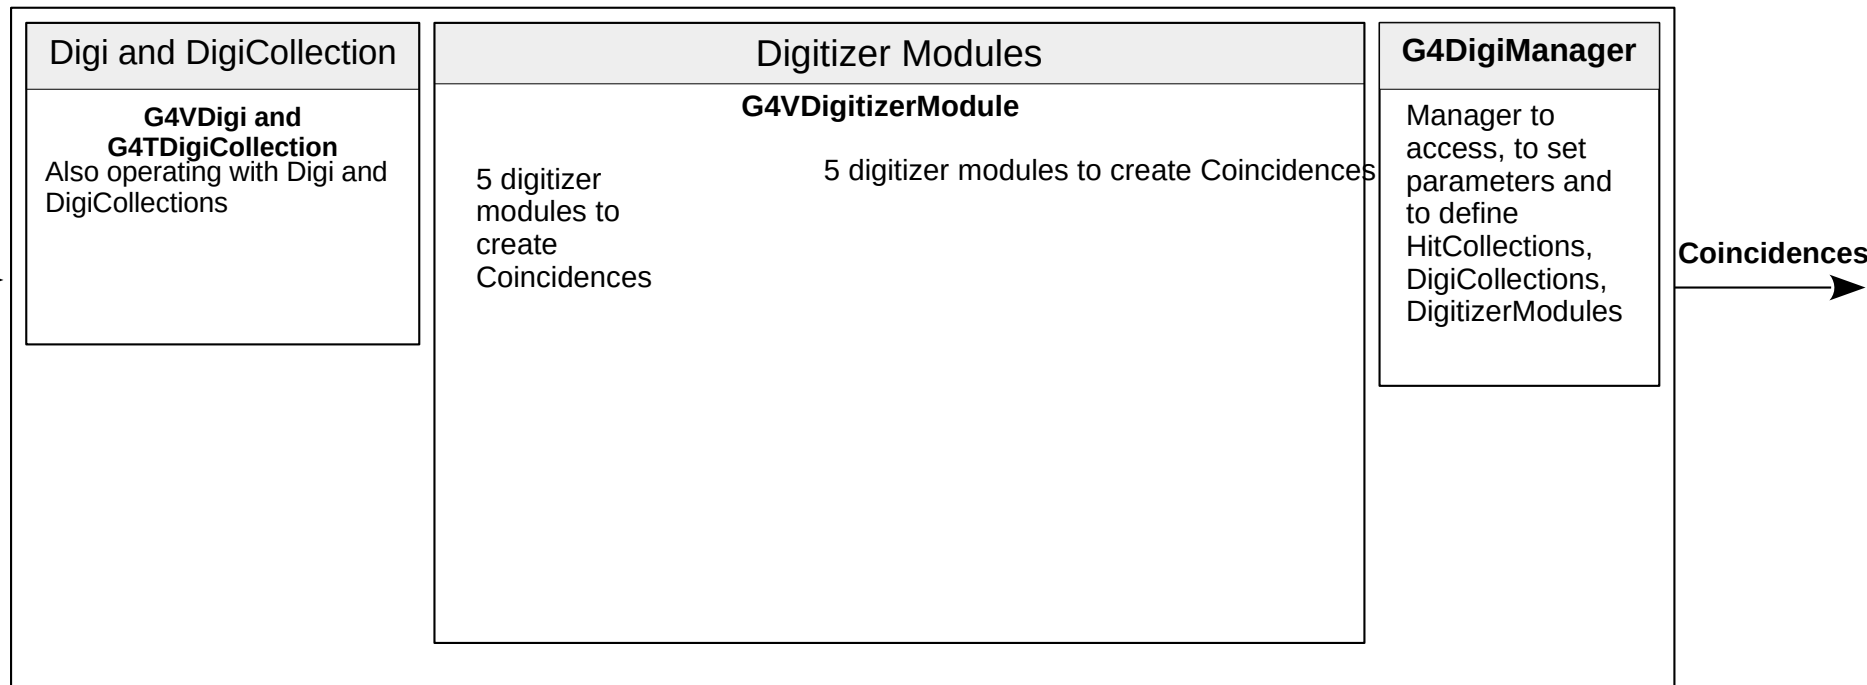 Digi and DigiCollection
G4VDigi and
G4TDigiCollection
Also operating with Digi and
DigiCollections
Digitizer Modules
G4VDigitizerModule
5 digitizer
modules to
create
Coincidences
5 digitizer modules to create Coincidences
G4DigiManager
Manager to
access, to set
parameters and
to define
HitCollections,
DigiCollections,
DigitizerModules
Coincidences